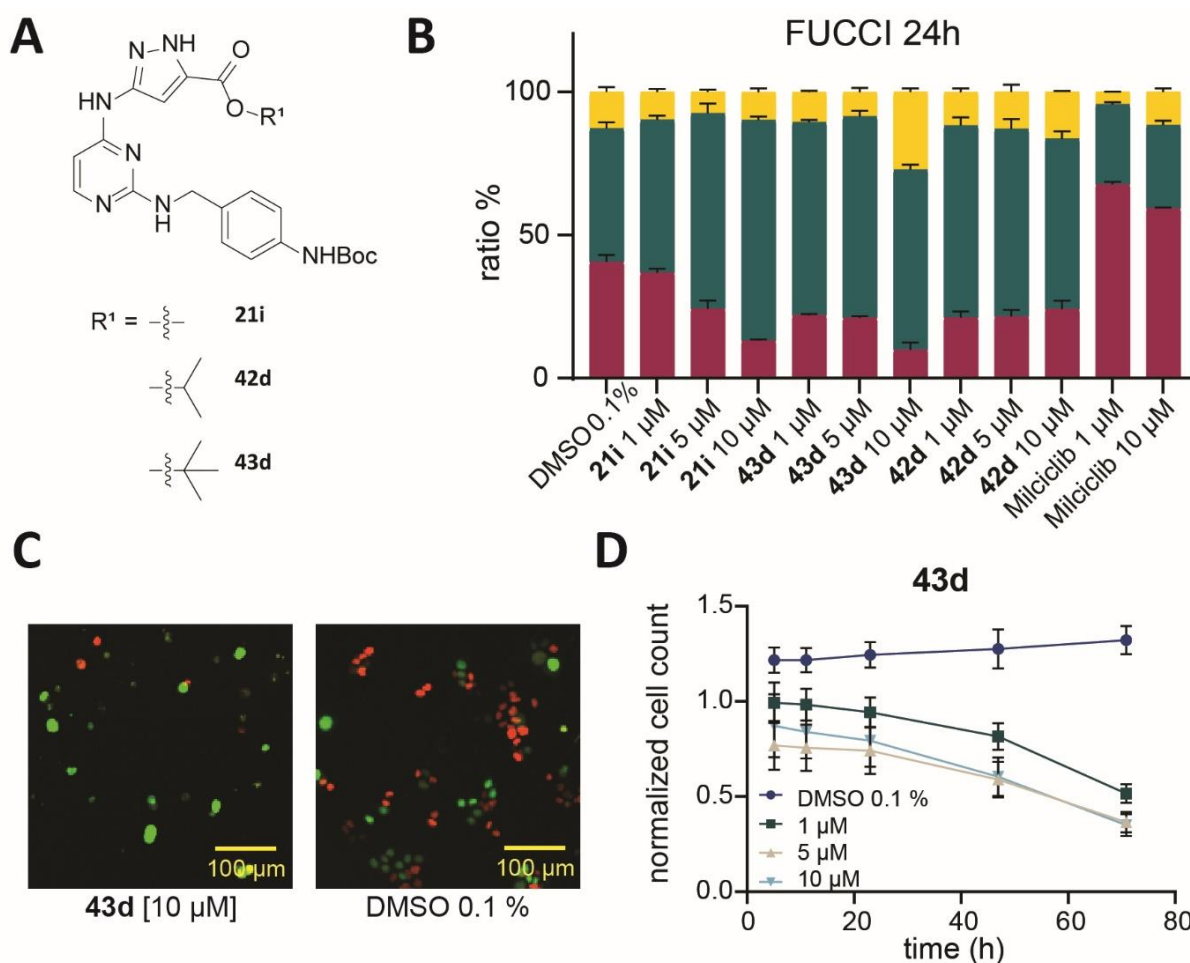 A
N
NH
O
O
R¹
HN
N
N
N
H
NHBoc
R¹ =
21i
42d
43d
B
FUCCI 24h
ratio %
100
50
0
DMSO 0.1%
21i 1 µM
21i 5 µM
21i 10 µM
43d 1 µM
43d 5 µM
43d 10 µM
42d 1 µM
42d 5 µM
42d 10 µM
Milciclib 1 µM
Milciclib 10 µM
C
100 µm
100 µm
43d [10 µM]
DMSO 0.1 %
D
43d
normalized cell count
1.5
1.0
0.5
0.0
DMSO 0.1 %
1 µM
5 µM
10 µM
0
20
40
60
80
time (h)